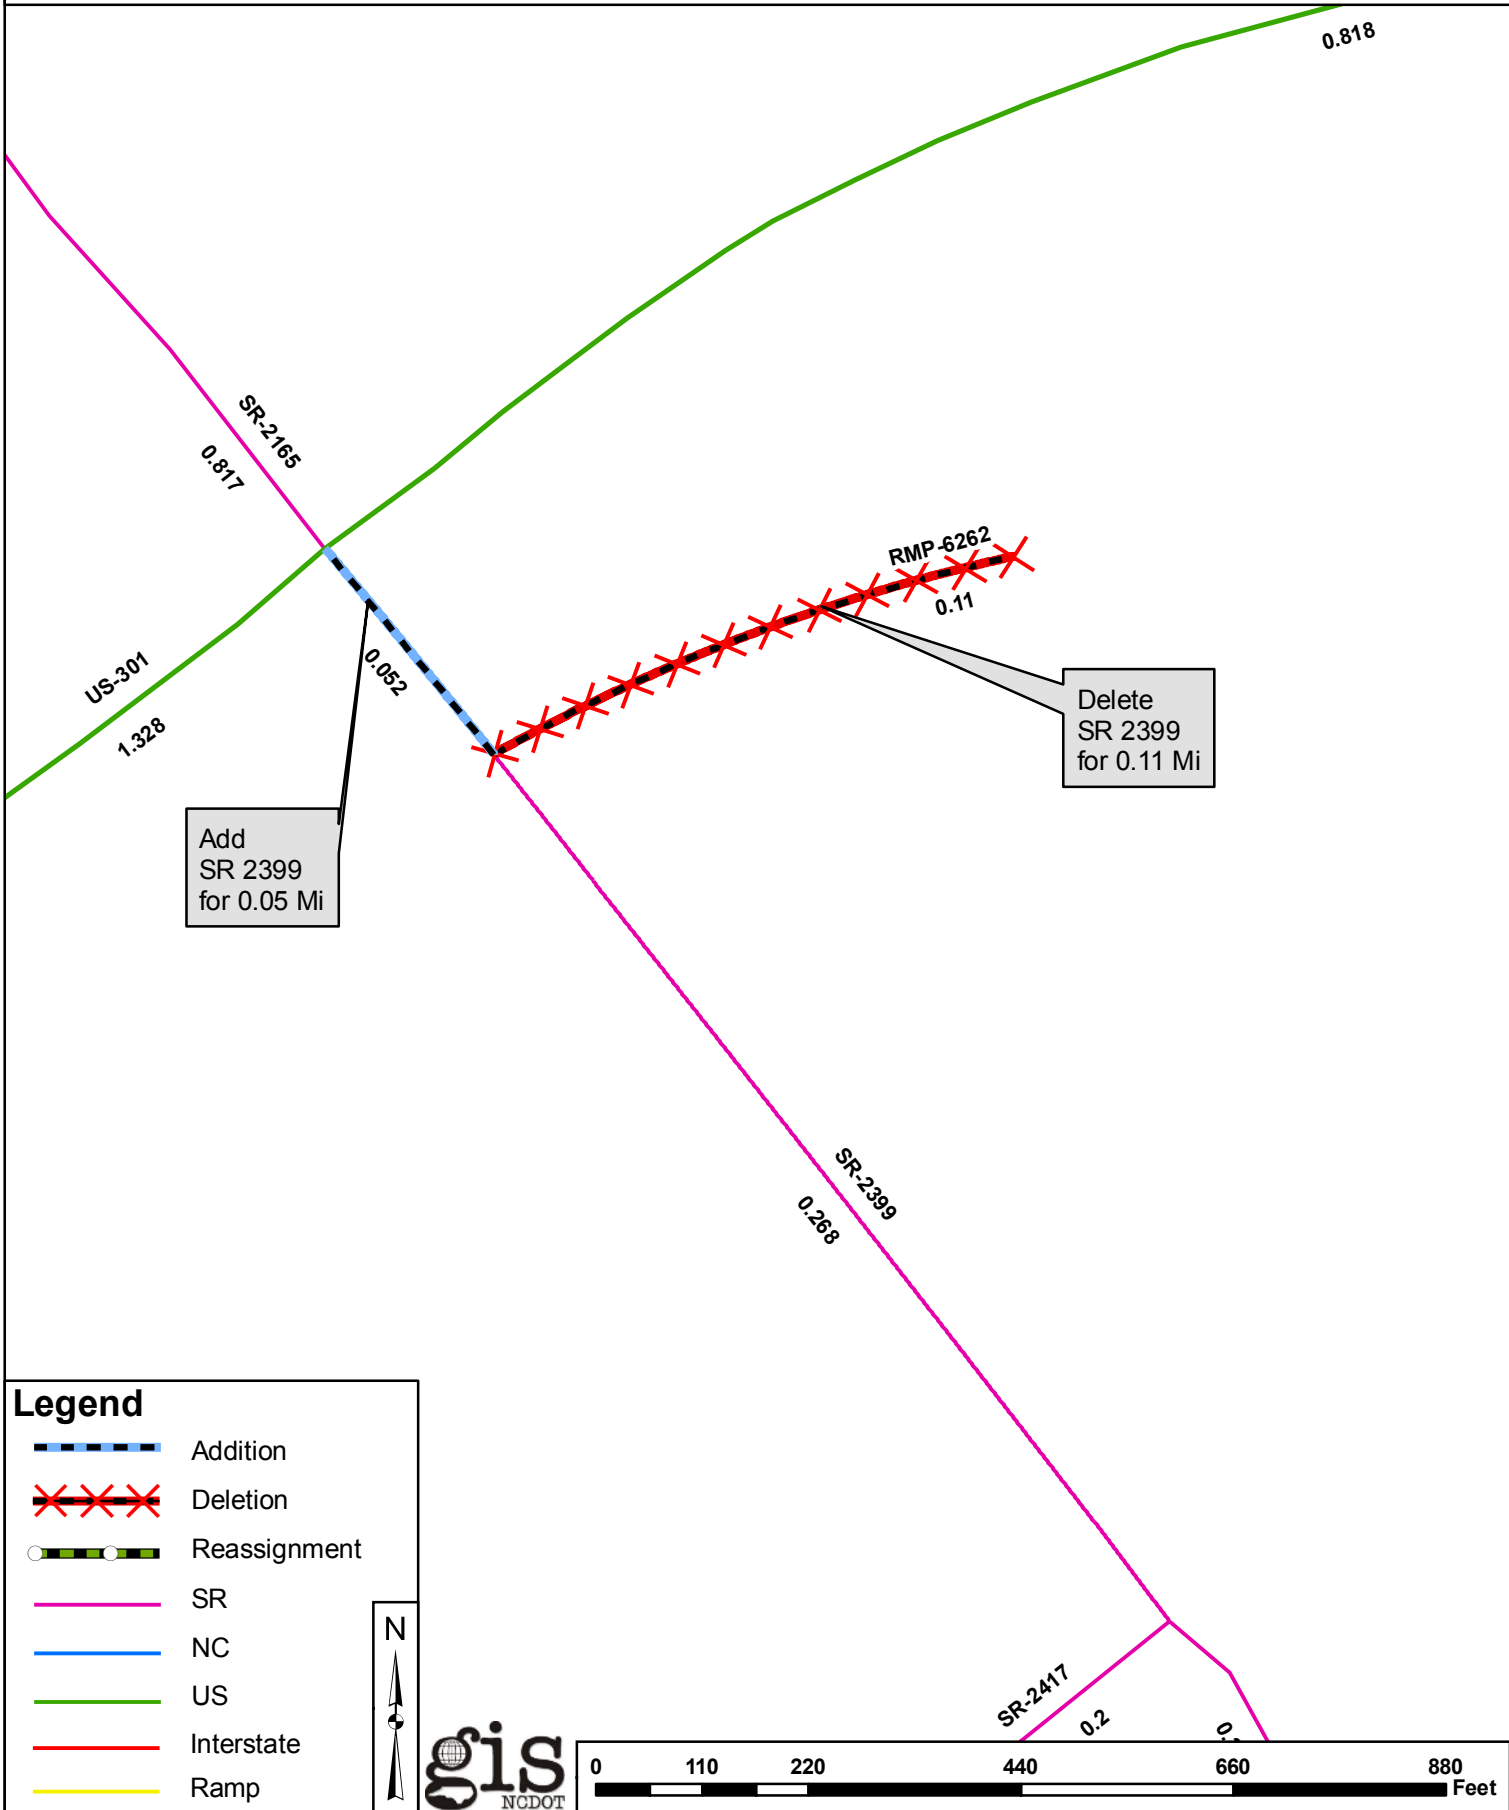 0.818
SR-2165
0.817
RMP-6262
0.11
US-301
1.328
0.052
Delete
SR 2399
for 0.11 Mi
Add
SR 2399
for 0.05 Mi
SR-2399
0.268
Legend
Addition
Deletion
Reassignment
SR
NC
US
Interstate
Ramp
N
gis
NCDOT
SR-2417
0.2
0 110 220 440 660 880
Feet